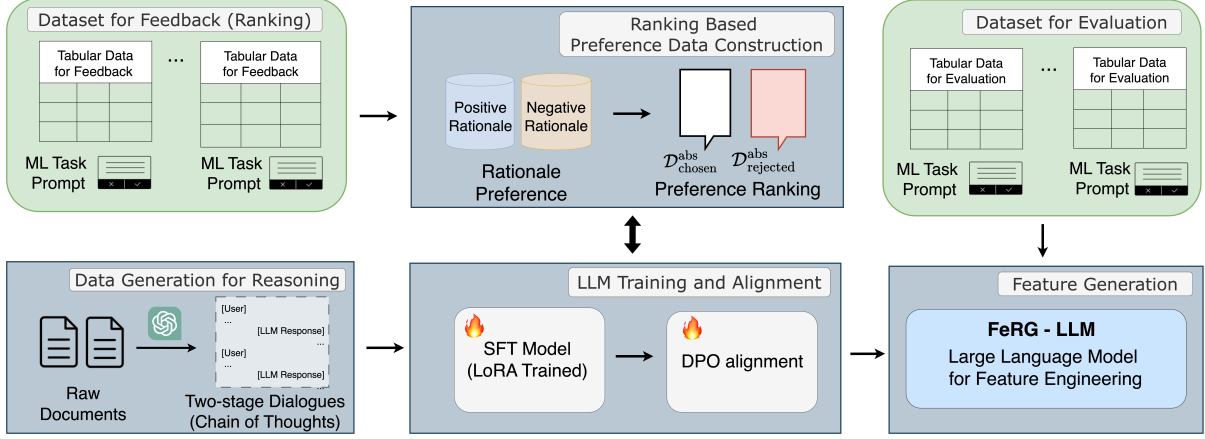 Dataset for Feedback (Ranking)
Tabular Data
for Feedback
...
Tabular Data
for Feedback
ML Task
Prompt
ML Task
Prompt
Ranking Based
Preference Data Construction
Positive
Rationale
Negative
Rationale
Rationale
Preference
𝒟^abs_chosen
𝒟^abs_rejected
Preference Ranking
Dataset for Evaluation
Tabular Data
for Evaluation
...
Tabular Data
for Evaluation
ML Task
Prompt
ML Task
Prompt
Data Generation for Reasoning
Raw
Documents
[User]
...
[LLM Response]
...
[User]
...
[LLM Response]
...
Two-stage Dialogues
(Chain of Thoughts)
LLM Training and Alignment
SFT Model
(LoRA Trained)
DPO alignment
Feature Generation
FeRG - LLM
Large Language Model
for Feature Engineering